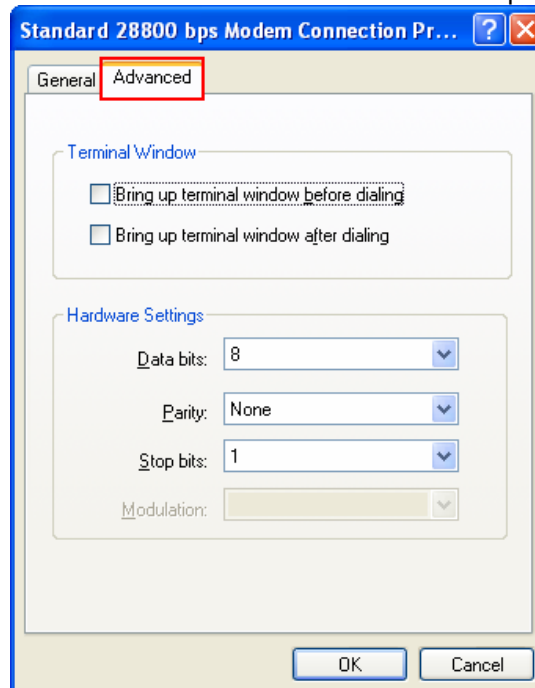 Standard 28800 bps Modem Connection Pr...
General Advanced
Terminal Window
Bring up terminal window before dialing
Bring up terminal window after dialing
Hardware Settings
Data bits: 8
Parity: None
Stop bits: 1
Modulation:
OK Cancel